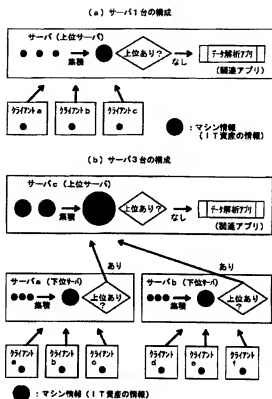 (a) サーバ1台の構成
サーバ (上位サーバ)
集積
上位あり?
なし
データ解析アプリ
(関連アプリ)
クライアントa
クライアントb
クライアントc
: マシン情報
(IT資産の情報)
(b) サーバ3台の構成
サーバc (上位サーバ)
集積
上位あり?
なし
データ解析アプリ
(関連アプリ)
あり
あり
サーバa (下位サーバ)
集積
上位あり?
サーバb (下位サーバ)
集積
上位あり?
クライアント
a
クライアント
b
クライアント
c
クライアント
d
クライアント
e
クライアント
f
: マシン情報 (IT資産の情報)